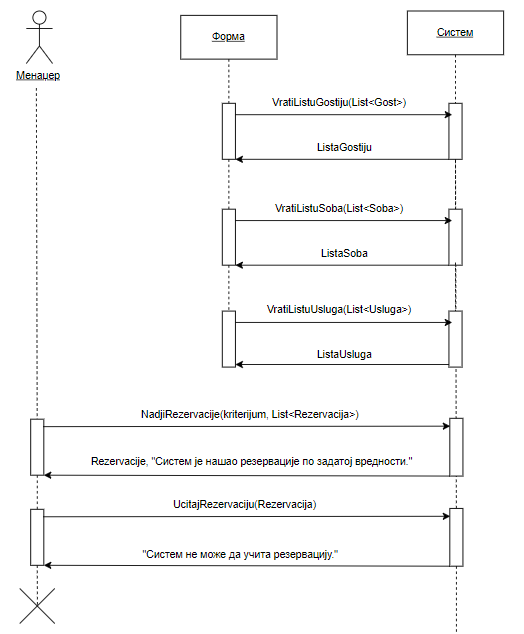 Форма
Систем
Менаџер
VratiListuGostiju(List<Gost>)
ListaGostiju
VratiListuSoba(List<Soba>)
ListaSoba
VratiListuUsluga(List<Usluga>)
ListaUsluga
NadjiRezervacije(kriterijum, List<Rezervacija>)
Rezervacije, "Систем је нашао резервације по задатој вредности."
UcitajRezervaciju(Rezervacija)
"Систем не може да учита резервацију."